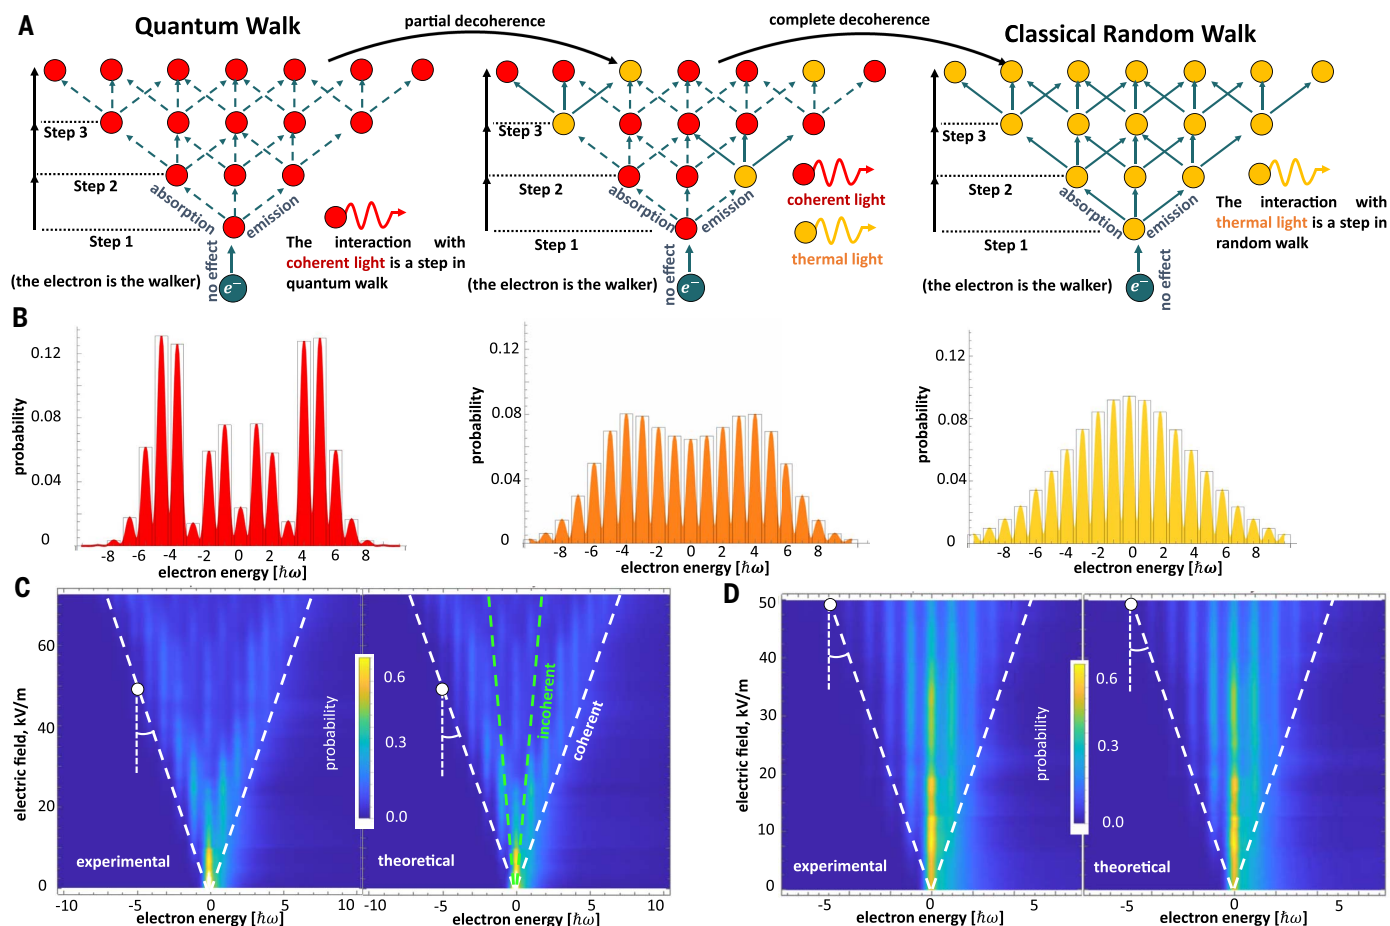 A
Quantum Walk
partial decoherence
complete decoherence
Classical Random Walk
Step 3
Step 2
Step 1
absorption
emission
no effect
e⁻
(the electron is the walker)
The interaction with
coherent light is a step in
quantum walk
Step 3
Step 2
Step 1
absorption
emission
no effect
e⁻
(the electron is the walker)
coherent light
thermal light
Step 3
Step 2
Step 1
absorption
emission
no effect
e⁻
(the electron is the walker)
The interaction with
thermal light is a step in
random walk
B
probability
0.12
0.08
0.04
0
-8 -6 -4 -2 0 2 4 6 8
electron energy [ħω]
probability
0.12
0.08
0.04
0
-8 -6 -4 -2 0 2 4 6 8
electron energy [ħω]
probability
0.12
0.08
0.04
0
-8 -6 -4 -2 0 2 4 6 8
electron energy [ħω]
C
electric field, kV/m
60
40
20
0
experimental
-10 -5 0 5 10
electron energy [ħω]
probability
0.6
0.3
0.0
incoherent
coherent
theoretical
-10 -5 0 5 10
electron energy [ħω]
D
electric field, kV/m
50
40
30
20
10
0
experimental
-5 0 5
electron energy [ħω]
probability
0.6
0.3
0.0
theoretical
-5 0 5
electron energy [ħω]